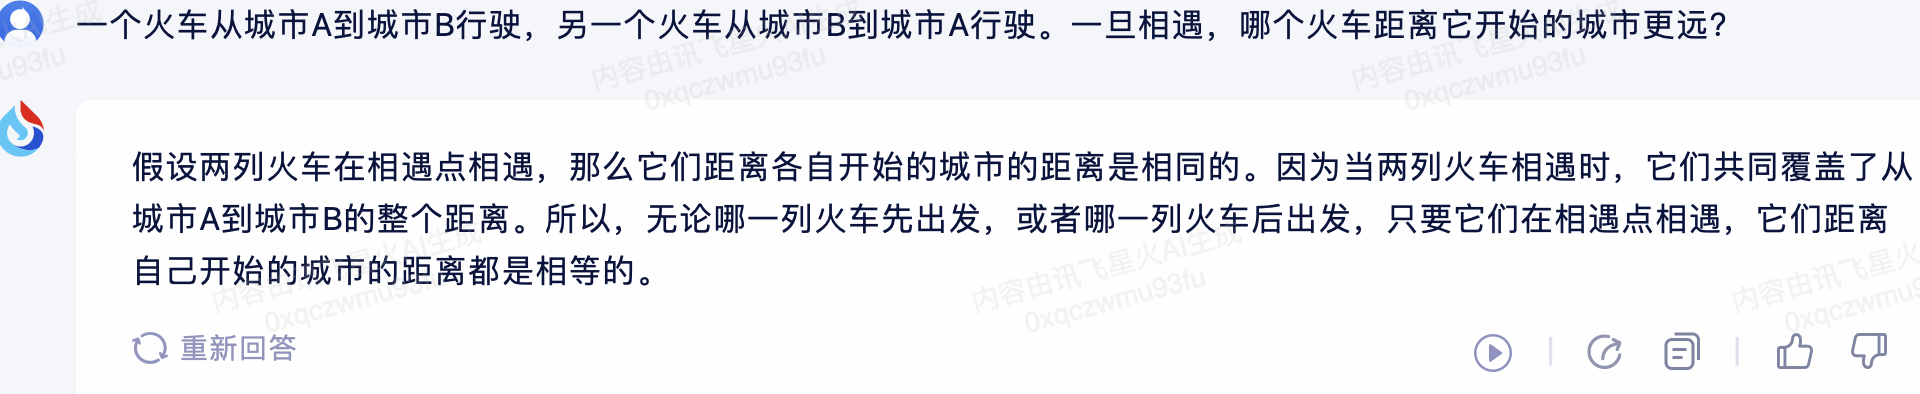 一个火车从城市A到城市B行驶，另一个火车从城市B到城市A行驶。一旦相遇，哪个火车距离它开始的城市更远？
假设两列火车在相遇点相遇，那么它们距离各自开始的城市的距离是相同的。因为当两列火车相遇时，它们共同覆盖了从
城市A到城市B的整个距离。所以，无论哪一列火车先出发，或者哪一列火车后出发，只要它们在相遇点相遇，它们距离
自己开始的城市的距离都是相等的。
重新回答
内容由讯飞星火AI生成
0xqczwmu93fu